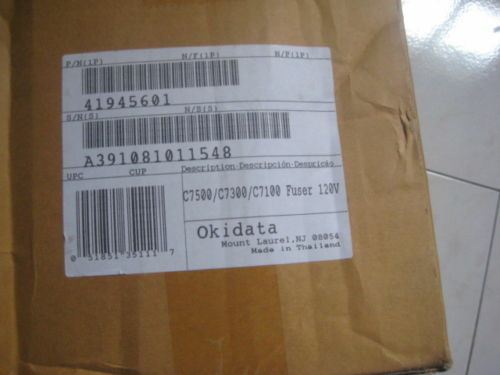 P/N(1P) N/F(1P) N/P(1P)
41945601
S/N(S) N/S(S)
A391081011548
UPC CUP Description·Descripción·Despricás
C7500/C7300/C7100 Fuser 120V
0 51851 35111 7
Okidata
Mount Laurel,NJ 08054
Made in Thailand